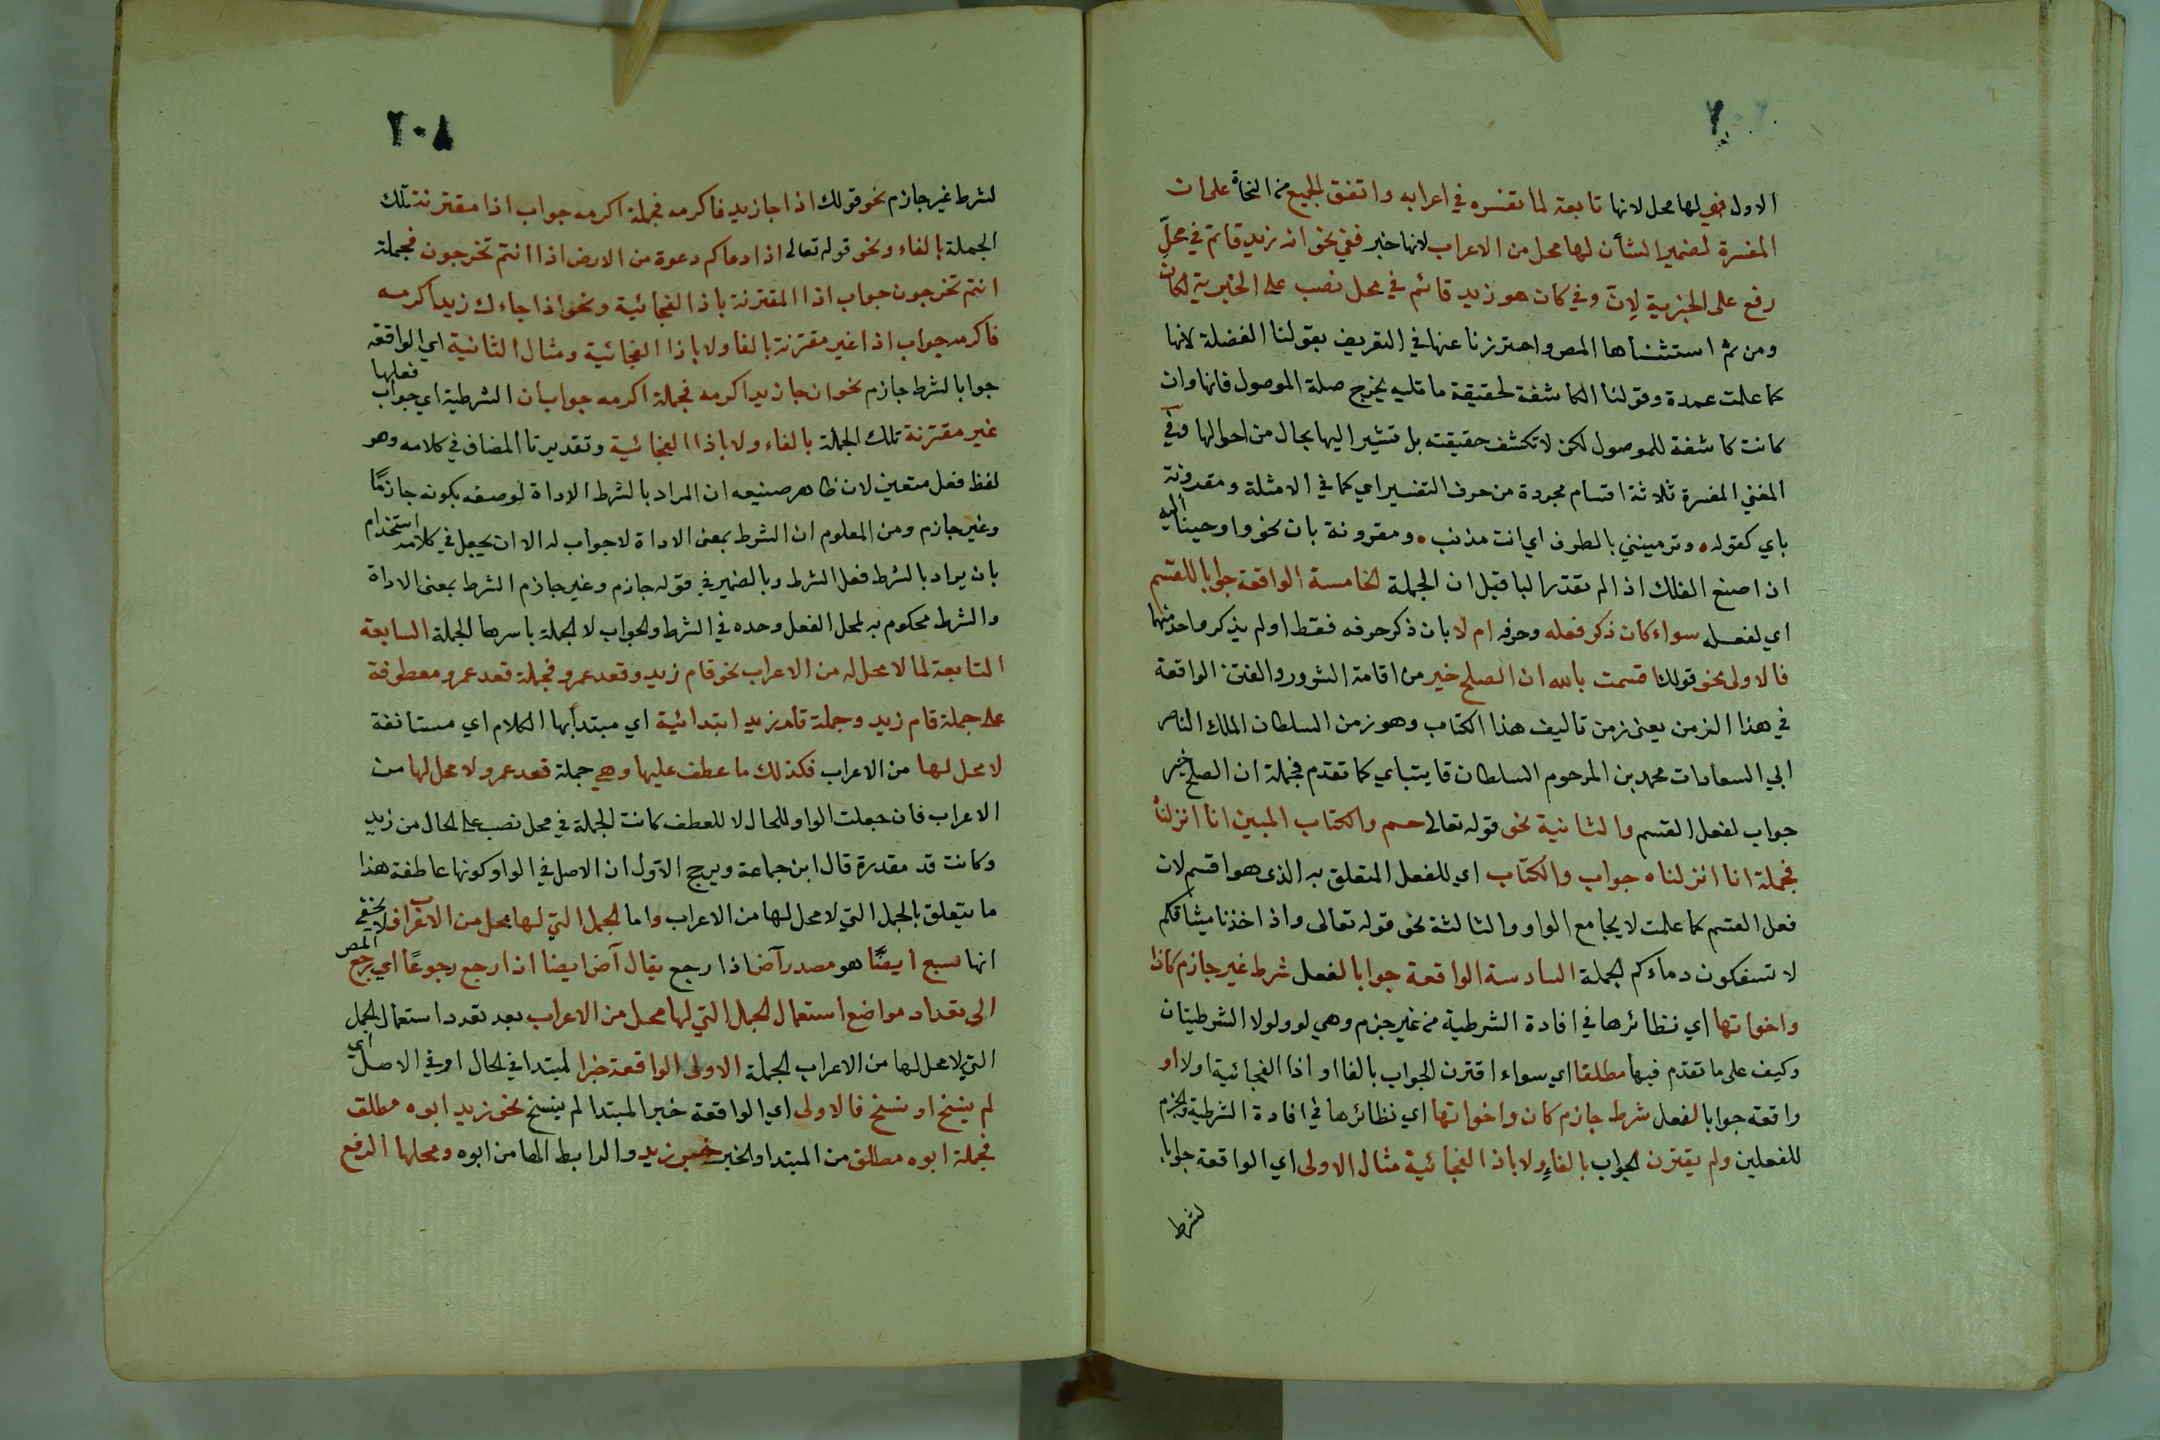 الاول فهي لها محل لانها تابعة لما تفسره في اعرابه واتفق الجميع من النحاة على ان
المفسرة لضمير الشأن لها محل من الاعراب لانها خبر ففي نحو انه زيد قائم في محلّ
رفع على الخبرية لانّ وفي كان هو زيد قائم في محل نصب على الخبرية لكان
ومن ثم استثناها المص واحترزنا عنها في التعريف بقولنا الفضلة لانها
كما علمت عمدة وقولنا الكاشفة لحقيقة ما تليه يخرج صلة الموصول فانها وان
كانت كاشفة للموصول لكن لا تكشف حقيقته بل تشير اليها بحال من احوالها وفي
المغني المفسرة ثلاثة اقسام مجردة من حرف التفسير اي كما في الامثلة ومقرونة
باي كقوله وترمينني بالطرف اي انت مذنب ومقرونة بان نحو واوحينا اليه
ان اصنع الفلك اذ الم تقدر البا قبل ان الجملة الخامسة الواقعة جوابا للقسم
اي لفعله سواء كان ذكر فعله وحرفه ام لا بان ذكر حرفه فقط او لم يذكر واحد منهما
فالاولى نحو قولك اقسمت بالله ان الصلح خير من اقامة الشرور والفتن الواقعة
في هذا الزمن يعني زمن تاليف هذا الكتاب وهو زمن السلطان الملك الناصر
ابي السعادات محمد بن المرحوم السلطان قايتباي كما تقدم فجملة ان الصلح خير
جواب لفعل القسم والثانية نحو قوله تعالى حم والكتاب المبين انا انزلناه
فجملة انا انزلناه جواب والكتاب اي للفعل المتعلق به الذي هو اقسم لان
فعل القسم كما علمت لا يجامع الواو والثالثة نحو قوله تعالى واذ اخذنا ميثاقكم
لا تسفكون دماءكم الجملة السادسة الواقعة جوابا لفعل شرط غير جازم كاذا
واخواتها اي نظائرها في افادة الشرطية من غير جزم وهي لو ولولا الشرطيتان
وكيف على ما تقدم فيها مطلقا اي سواء اقترن الجواب بالفا او اذا الفجائية اولا او
واقعة جوابا لفعل شرط جازم كان واخواتها اي نظائرها في افادة الشرطية والجزم
للفعلين ولم يقترن الجواب بالفاء ولا باذا الفجائية مثال الاولى اي الواقعة جوابا
لشرط
٢٠٨
لشرط غير جازم نحو قولك اذا جا زيد فاكرمه فجملة اكرمه جواب اذا مقترنة تلك
الجملة بالفاء ونحو قوله تعالى اذا دعاكم دعوة من الارض اذا انتم تخرجون فجملة
انتم تخرجون جواب اذا المقترنة باذا الفجائية ونحو اذا جاءك زيد اكرمه
فاكرمه جواب اذا غير مقترنة بالفا ولا باذا الفجائية ومثال الثانية اي الواقعة
جوابا لشرط جازم نحو ان جا زيد اكرمه فجملة اكرمه جواب ان الشرطية اي جواب فعلها
غير مقترنة تلك الجملة بالفاء ولا باذا الفجائية وتقديرنا المضاف في كلامه وهو
لفظ فعل متعين لان ظاهر صنيعه ان المراد بالشرط الاداة لوصفه بكونه جازمًا
وغير جازم ومن المعلوم ان الشرط بمعنى الاداة لا جواب له الا ان يجعل في كلامه استخدام
بان يراد بالشرط فعل الشرط وبالضمير في قوله جازم وغير جازم الشرط بمعنى الاداة
والشرط محكوم به لمحل الفعل وحده في الشرط والجواب لا لجملة باسرها الجملة السابعة
التابعة لما لا محل له من الاعراب نحو قام زيد وقعد عمرو فجملة قعد عمرو معطوفة
على جملة قام زيد وجملة قام زيد ابتدائية اي مبتدأ بها الكلام اي مستانفة
لا محل لها من الاعراب فكذلك ما عطف عليها وهي جملة قعد عمرو لا محل لها من
الاعراب فان جعلت الواو للحال لا للعطف كانت الجملة في محل نصب على الحال من زيد
وكانت قد مقدرة قال ابن جماعة ويرجح الاول ان الاصل في الواو كونها عاطفة هذا
ما يتعلق بالجمل التي لا محل لها من الاعراب واما الجمل التي لها محل من الاعراب فلا يخفى
انها سبع ايضًا هو مصدر آض اذا رجع يقال آض ايضا اذا رجع رجوعًا اي رجع المص
الى تعداد مواضع استعمال الجمل التي لها محل من الاعراب بعد تعدد استعمال الجمل
التي لا محل لها من الاعراب الجملة الاولى الواقعة خبرا لمبتدا في الحال او في الاصل اي
لم ينسخ او نسخ فالاولى اي الواقعة خبر المبتدا لم ينسخ نحو زيد ابوه مطلق
فجملة ابوه مطلق من المبتدا والخبر خبر زيد والرابط الها من ابوه ومحلها الرفع